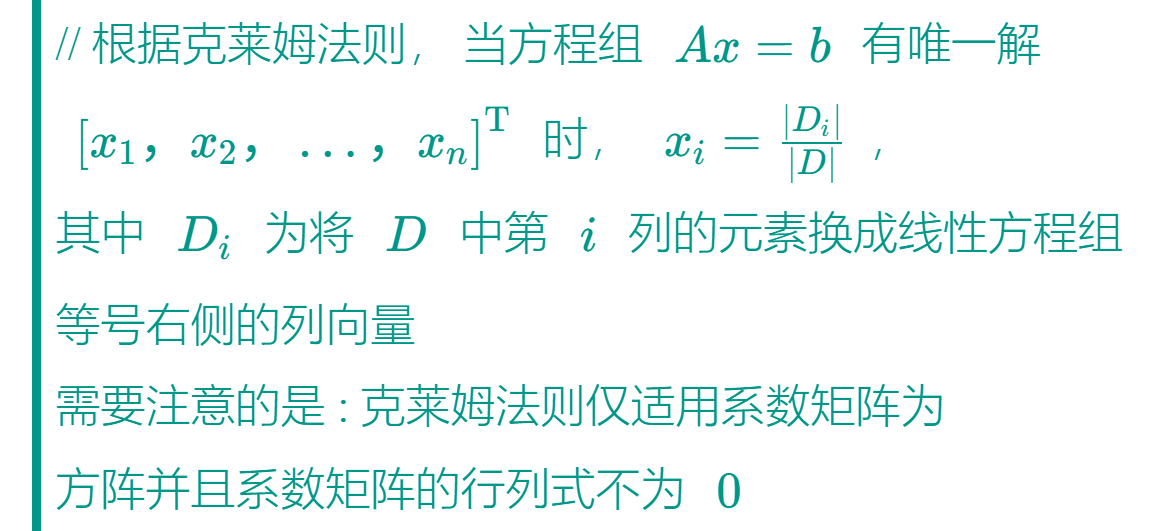 // 根据克莱姆法则， 当方程组 Ax = b 有唯一解
[x₁, x₂, ..., xₙ]ᵀ 时， xᵢ = |Dᵢ|/|D| ，
其中 Dᵢ 为将 D 中第 i 列的元素换成线性方程组
等号右侧的列向量
需要注意的是 : 克莱姆法则仅适用系数矩阵为
方阵并且系数矩阵的行列式不为 0